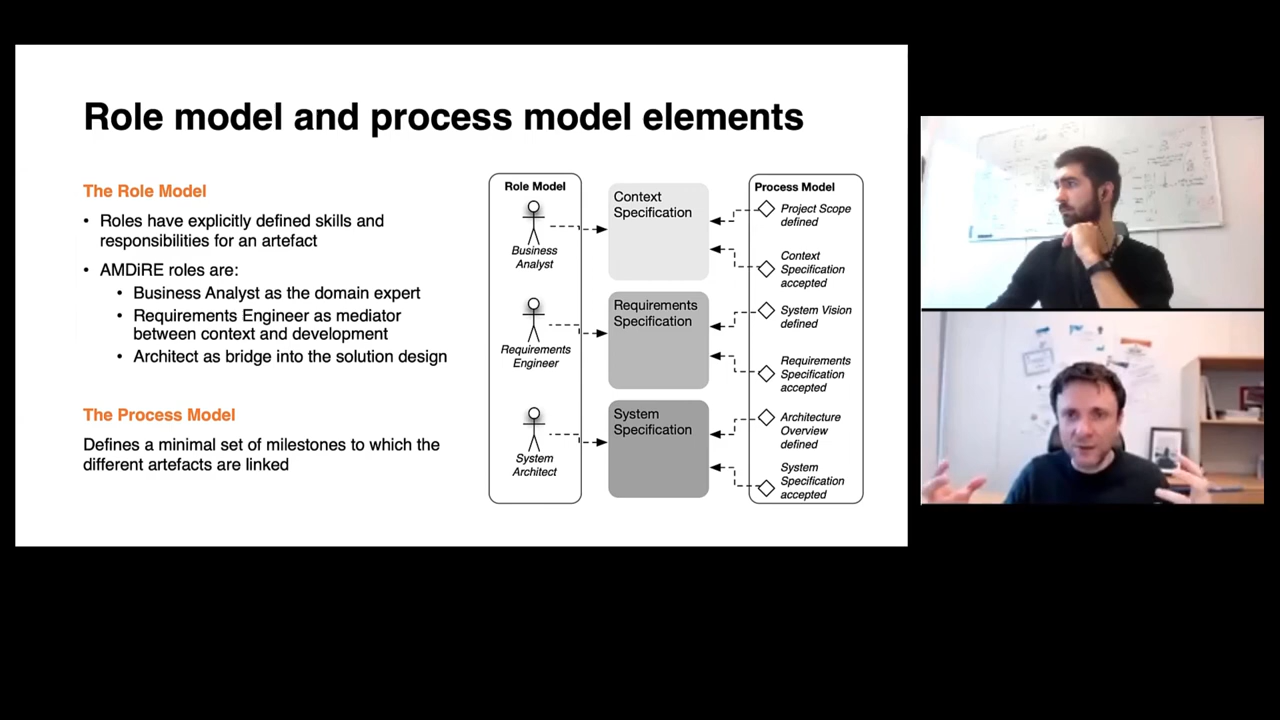 Role model and process model elements
The Role Model
• Roles have explicitly defined skills and
responsibilities for an artefact
• AMDiRE roles are:
• Business Analyst as the domain expert
• Requirements Engineer as mediator
between context and development
• Architect as bridge into the solution design
The Process Model
Defines a minimal set of milestones to which the
different artefacts are linked
Role Model
Business
Analyst
Requirements
Engineer
System
Architect
Context
Specification
Requirements
Specification
System
Specification
Process Model
Project Scope
defined
Context
Specification
accepted
System Vision
defined
Requirements
Specification
accepted
Architecture
Overview
defined
System
Specification
accepted